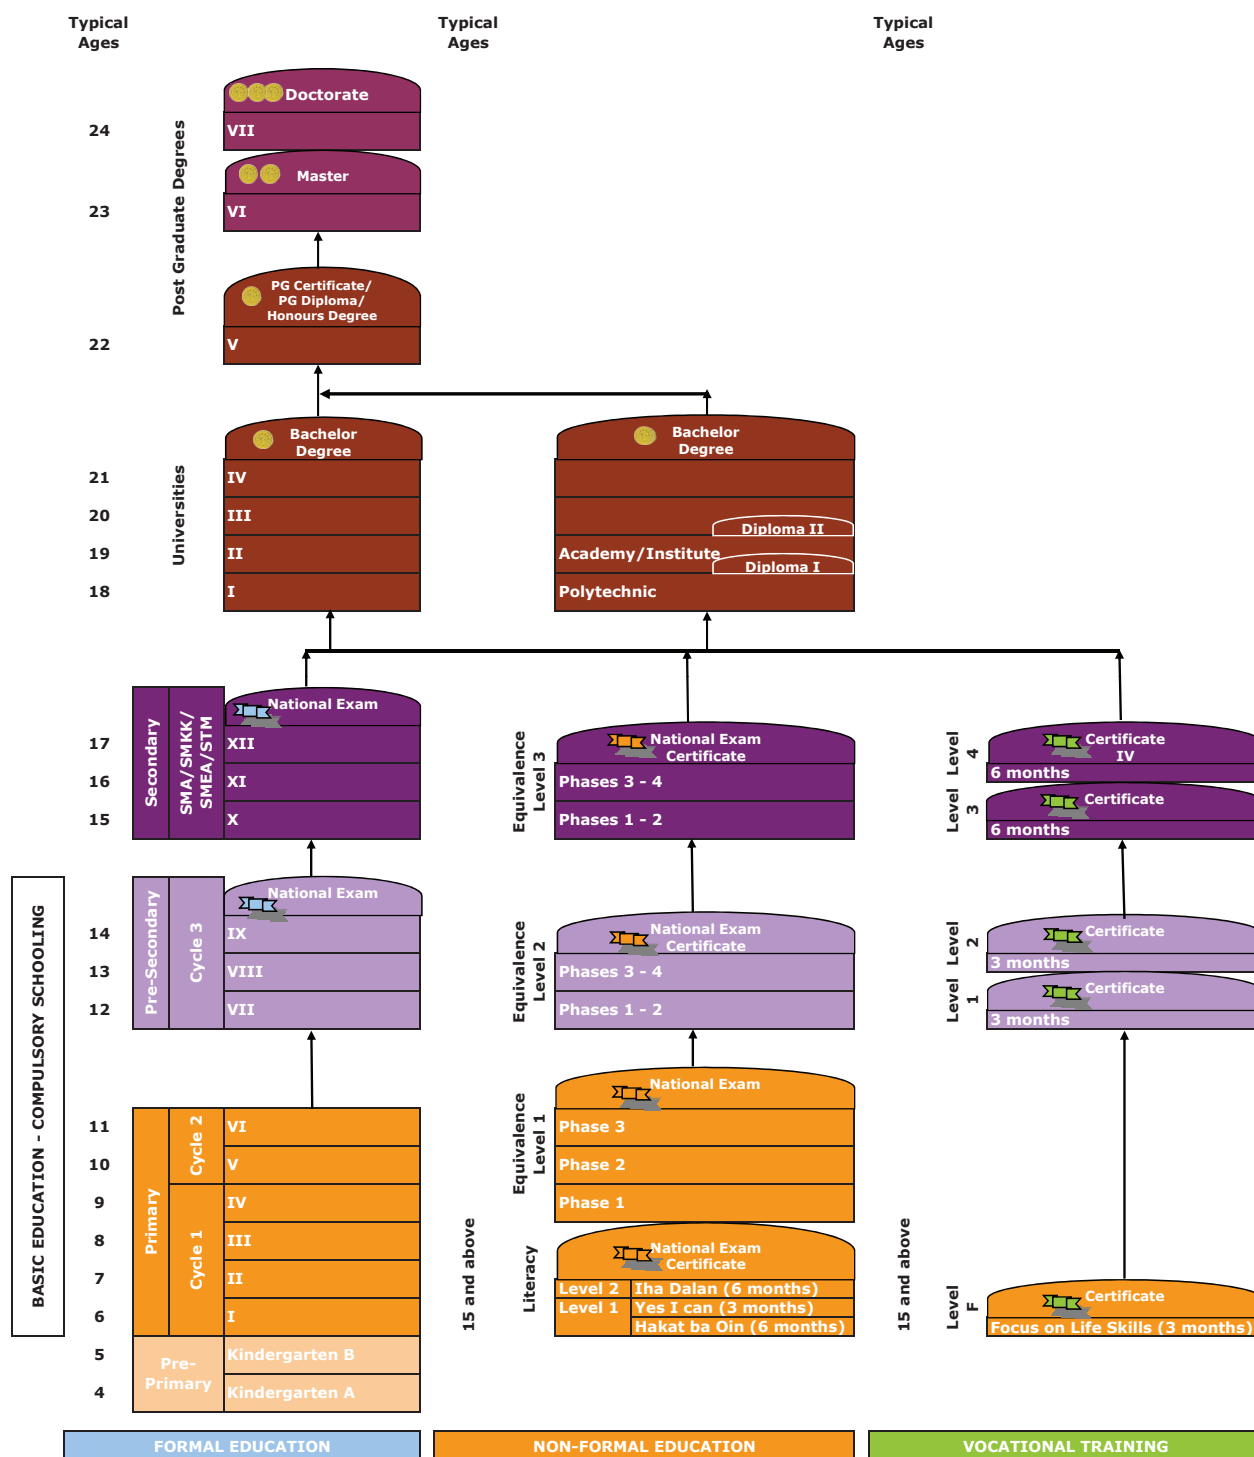 Typical
Ages
Typical
Ages
Typical
Ages
Doctorate
24
VII
Master
23
VI
Post Graduate Degrees
PG Certificate/
PG Diploma/
Honours Degree
22
V
Bachelor
Degree
Bachelor
Degree
Universities
21
IV
20
III
Diploma II
19
II
Academy/Institute
Diploma I
18
I
Polytechnic
Secondary
SMA/SMKK/
SMEA/STM
National Exam
17
XII
16
XI
15
X
Equivalence
Level 3
National Exam
Certificate
Phases 3 - 4
Phases 1 - 2
Level
4
Certificate
IV
6 months
Level
3
Certificate
6 months
BASIC EDUCATION - COMPULSORY SCHOOLING
Pre-Secondary
Cycle 3
National Exam
14
IX
13
VIII
12
VII
Equivalence
Level 2
National Exam
Certificate
Phases 3 - 4
Phases 1 - 2
Level
2
Certificate
3 months
Level
1
Certificate
3 months
Primary
Cycle 2
11
VI
10
V
Cycle 1
9
IV
8
III
7
II
6
I
Equivalence
Level 1
National Exam
Phase 3
Phase 2
Phase 1
15 and above
Literacy
National Exam
Certificate
Level 2
Iha Dalan (6 months)
Level 1
Yes I can (3 months)
Hakat ba Oin (6 months)
15 and above
Level
F
Certificate
Focus on Life Skills (3 months)
Pre-
Primary
5
Kindergarten B
4
Kindergarten A
FORMAL EDUCATION
NON-FORMAL EDUCATION
VOCATIONAL TRAINING